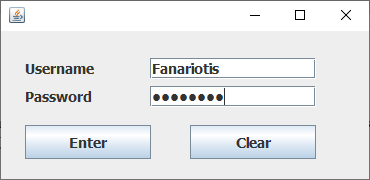 Username Fanariotis
Password ●●●●●●●●
Enter Clear